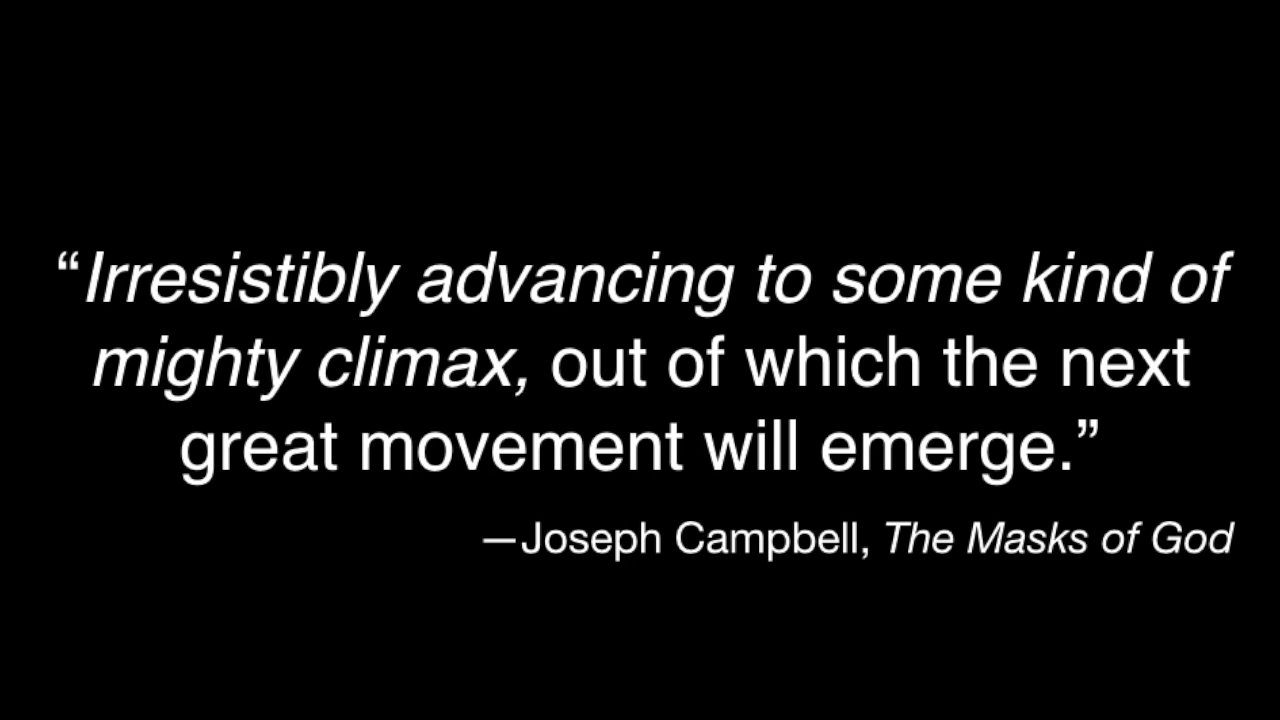 “Irresistibly advancing to some kind of
mighty climax, out of which the next
great movement will emerge.”
—Joseph Campbell, The Masks of God